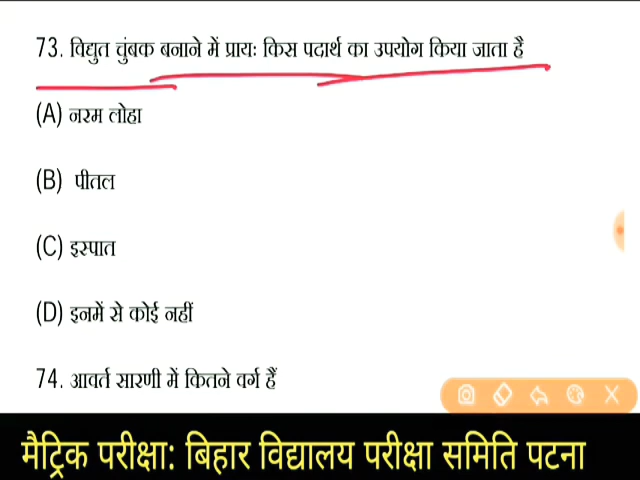 73. विद्युत चुंबक बनाने में प्रायः किस पदार्थ का उपयोग किया जाता है
(A) नरम लोहा
(B) पीतल
(C) इस्पात
(D) इनमें से कोई नहीं
74. आवर्त सारणी में कितने वर्ग हैं
मैट्रिक परीक्षा: बिहार विद्यालय परीक्षा समिति पटना